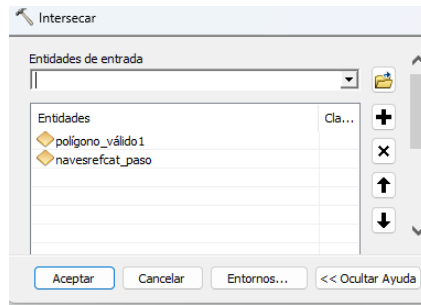 Intersecar
Entidades de entrada
Entidades Cla...
polígono_válido1
navesrefcat_paso
Aceptar Cancelar Entornos... << Ocultar Ayuda